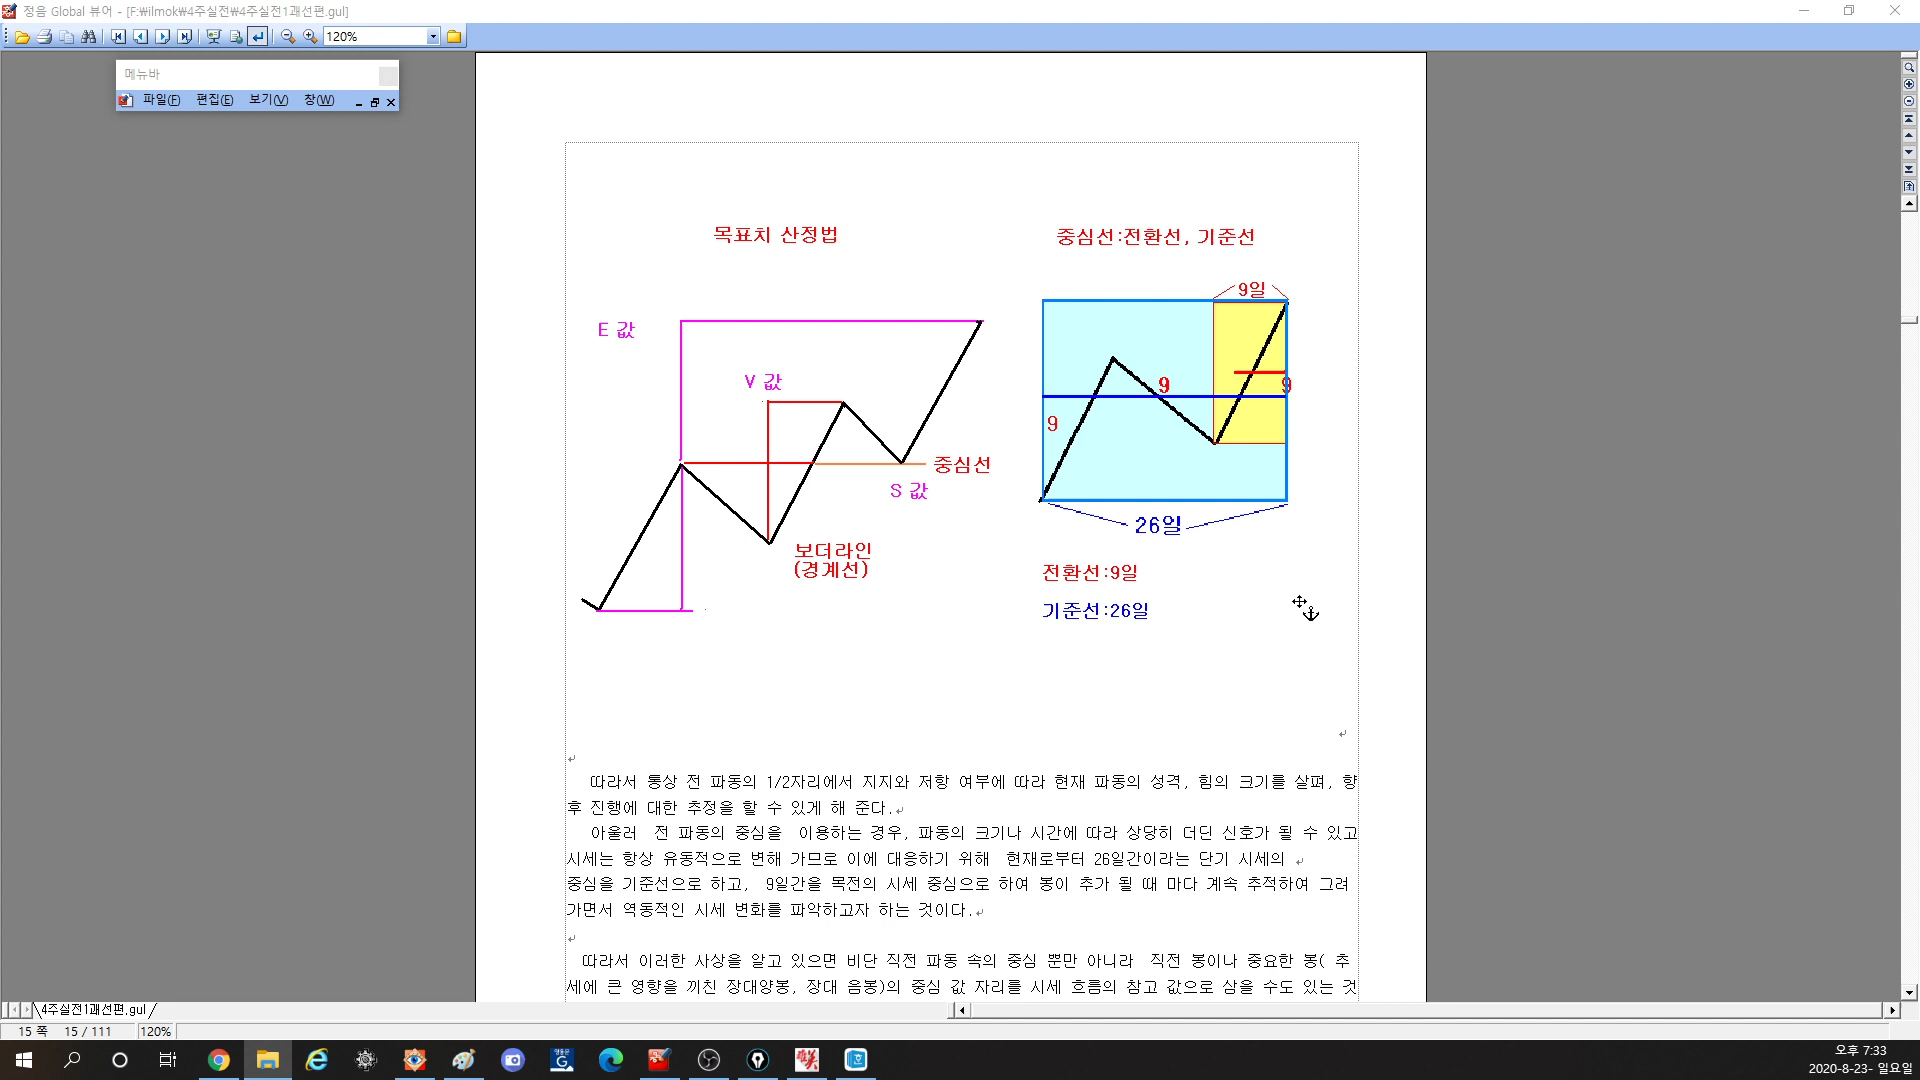 정음 Global 뷰어 - [F:\ilmok\4주실전\4주실전1괘선편.gul]
120%
메뉴바
파일(F) 편집(E) 보기(V) 창(W)
목표치 산정법
중심선:전환선, 기준선
9일
E 값
V 값
9
9
9
중심선
S 값
26일
보더라인
(경계선)
전환선:9일
기준선:26일
따라서 통상 전 파동의 1/2자리에서 지지와 저항 여부에 따라 현재 파동의 성격, 힘의 크기를 살펴, 향
후 진행에 대한 추정을 할 수 있게 해 준다.
아울러 전 파동의 중심을 이용하는 경우, 파동의 크기나 시간에 따라 상당히 더딘 신호가 될 수 있고
시세는 항상 유동적으로 변해 가므로 이에 대응하기 위해 현재로부터 26일간이라는 단기 시세의
중심을 기준선으로 하고, 9일간을 목전의 시세 중심으로 하여 봉이 추가 될 때 마다 계속 추적하여 그려
가면서 역동적인 시세 변화를 파악하고자 하는 것이다.
따라서 이러한 사상을 알고 있으면 비단 직전 파동 속의 중심 뿐만 아니라 직전 봉이나 중요한 봉( 추
세에 큰 영향을 끼친 장대양봉, 장대 음봉)의 중심 값 자리를 시세 흐름의 참고 값으로 삼을 수도 있는 것
4주실전1괘선편.gul
15 쪽 15 / 111 120%
오후 7:33
2020-8-23- 일요일